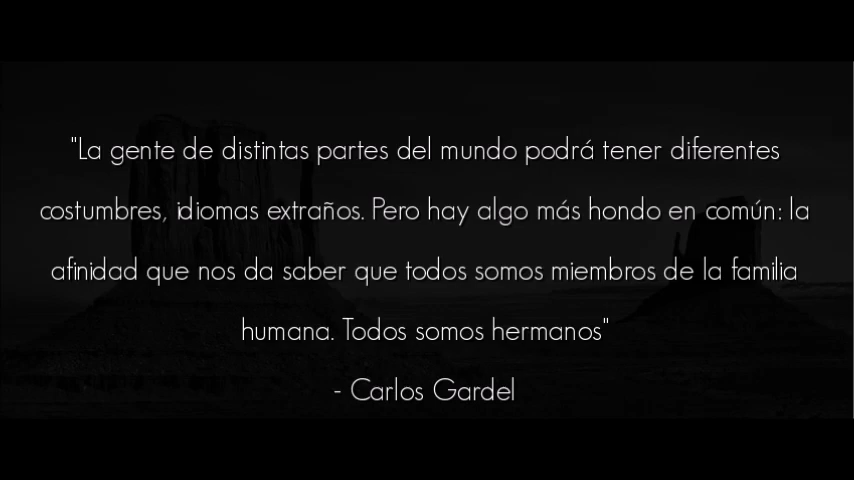 "La gente de distintas partes del mundo podrá tener diferentes
costumbres, idiomas extraños. Pero hay algo más hondo en común: la
afinidad que nos da saber que todos somos miembros de la familia
humana. Todos somos hermanos"
- Carlos Gardel